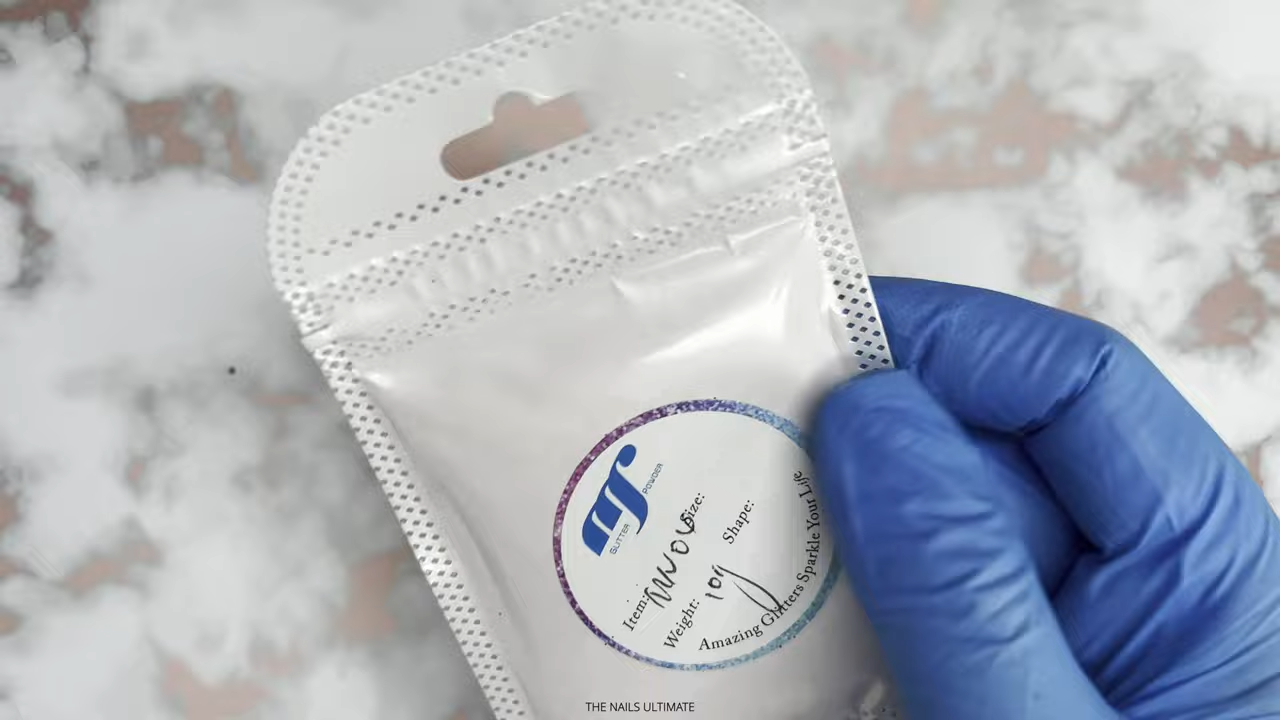 GLITTER POWDER
Item: Size:
Weight: 10g Shape:
Amazing Glitters Sparkle Your Life
THE NAILS ULTIMATE